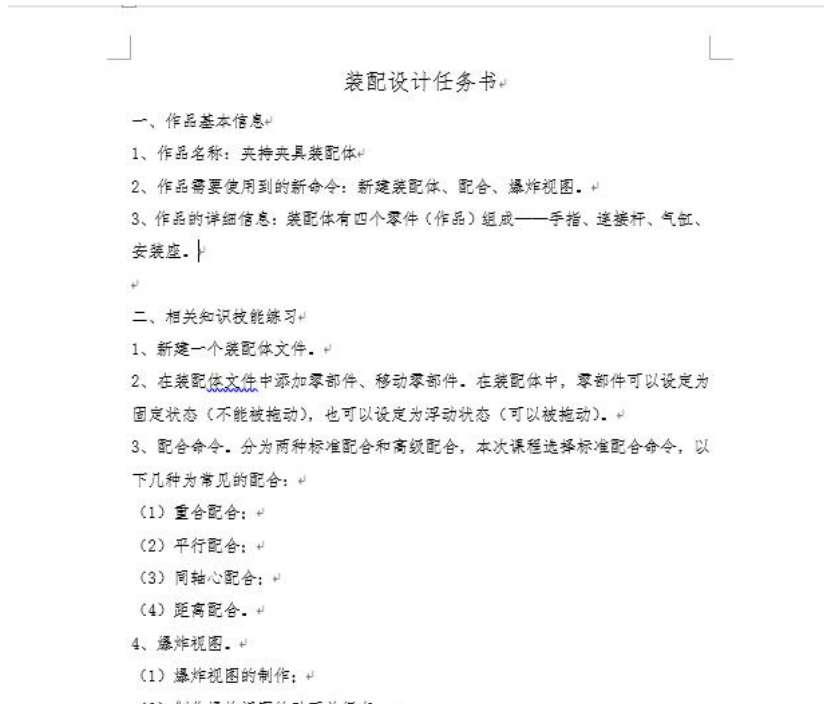 装配设计任务书
一、作品基本信息
1、作品名称：夹持夹具装配体
2、作品需要使用到的新命令：新建装配体、配合、爆炸视图。
3、作品的详细信息：装配体有四个零件（作品）组成——手指、连接杆、气缸、
安装座。
二、相关知识技能练习
1、新建一个装配体文件。
2、在装配体文件中添加零部件、移动零部件。在装配体中，零部件可以设定为
固定状态（不能被拖动），也可以设定为浮动状态（可以被拖动）。
3、配合命令。分为两种标准配合和高级配合，本次课程选择标准配合命令，以
下几种为常见的配合：
（1）重合配合；
（2）平行配合；
（3）同轴心配合；
（4）距离配合。
4、爆炸视图。
（1）爆炸视图的制作；